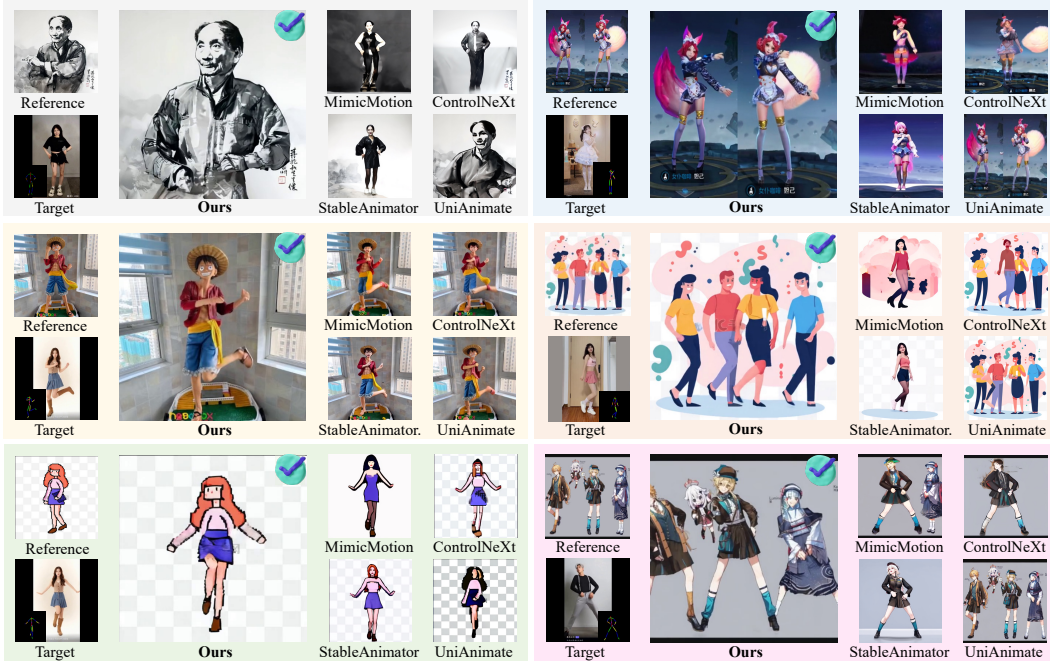 Reference
MimicMotion
ControlNeXt
Target
Ours
StableAnimator
UniAnimate
Reference
MimicMotion
ControlNeXt
Target
Ours
StableAnimator
UniAnimate
Reference
MimicMotion
ControlNeXt
Target
Ours
StableAnimator.
UniAnimate
Reference
MimicMotion
ControlNeXt
Target
Ours
StableAnimator.
UniAnimate
Reference
MimicMotion
ControlNeXt
Target
Ours
StableAnimator
UniAnimate
Reference
MimicMotion
ControlNeXt
Target
Ours
StableAnimator
UniAnimate